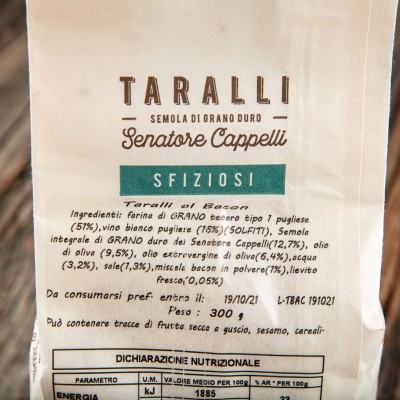 TARALLI
SEMOLA DI GRANO DURO
Senatore Cappelli
SFIZIOSI
Taralli al Bacon
Ingredienti: farina di GRANO tenero tipo 1 pugliese
(51%),vino bianco pugliese (16%)(SOLFITI), Semola
integrale di GRANO duro dei Senatore Cappelli(12,7%), olio
di oliva (9,5%), olio extravergine di oliva(6,4%),acqua
(3,2%), sale(1,3%),miscela bacon in polvere(1%),lievito
fresco(0,05%)
Da consumarsi pref. entro il: 19/10/21 L-TBAC 191021
Peso : 300 g
Può contenere tracce di frutta secca a guscio, sesamo, cereali.
DICHIARAZIONE NUTRIZIONALE
PARAMETRO U.M. VALORE MEDIO PER 100g % AR* PER 100g
ENERGIA kJ 1885 23